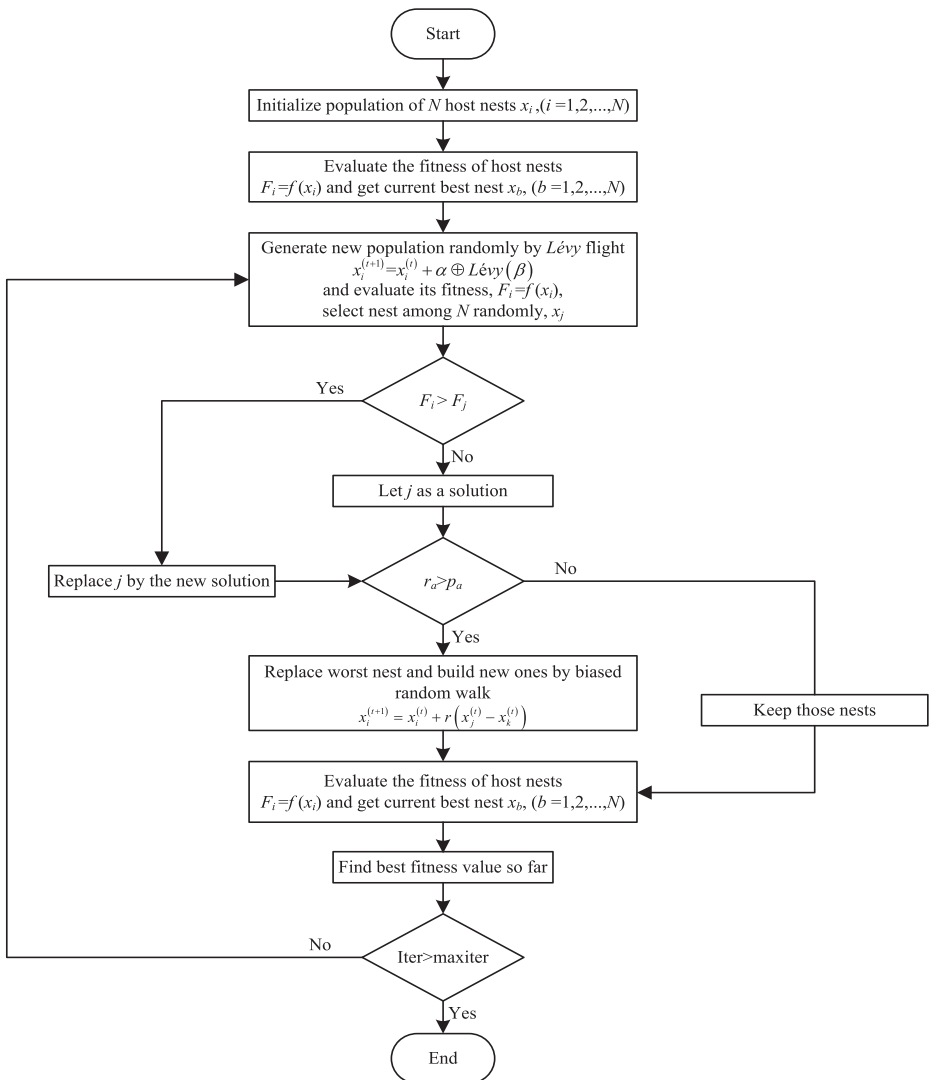 Start
Initialize population of N host nests xᵢ,(i =1,2,...,N)
Evaluate the fitness of host nests
Fᵢ=f (xᵢ) and get current best nest x_b, (b =1,2,...,N)
Generate new population randomly by Lévy flight
xᵢ^(t+1)=xᵢ^(t) + α ⊕ Lévy(β)
and evaluate its fitness, Fᵢ=f(xᵢ),
select nest among N randomly, xⱼ
Yes
Fᵢ> Fⱼ
No
Let j as a solution
Replace j by the new solution
rₐ>pₐ
No
Yes
Replace worst nest and build new ones by biased
random walk
xᵢ^(t+1) = xᵢ^(t) + r(xⱼ^(t) − xₖ^(t))
Keep those nests
Evaluate the fitness of host nests
Fᵢ=f (xᵢ) and get current best nest x_b, (b =1,2,...,N)
Find best fitness value so far
No
Iter>maxiter
Yes
End